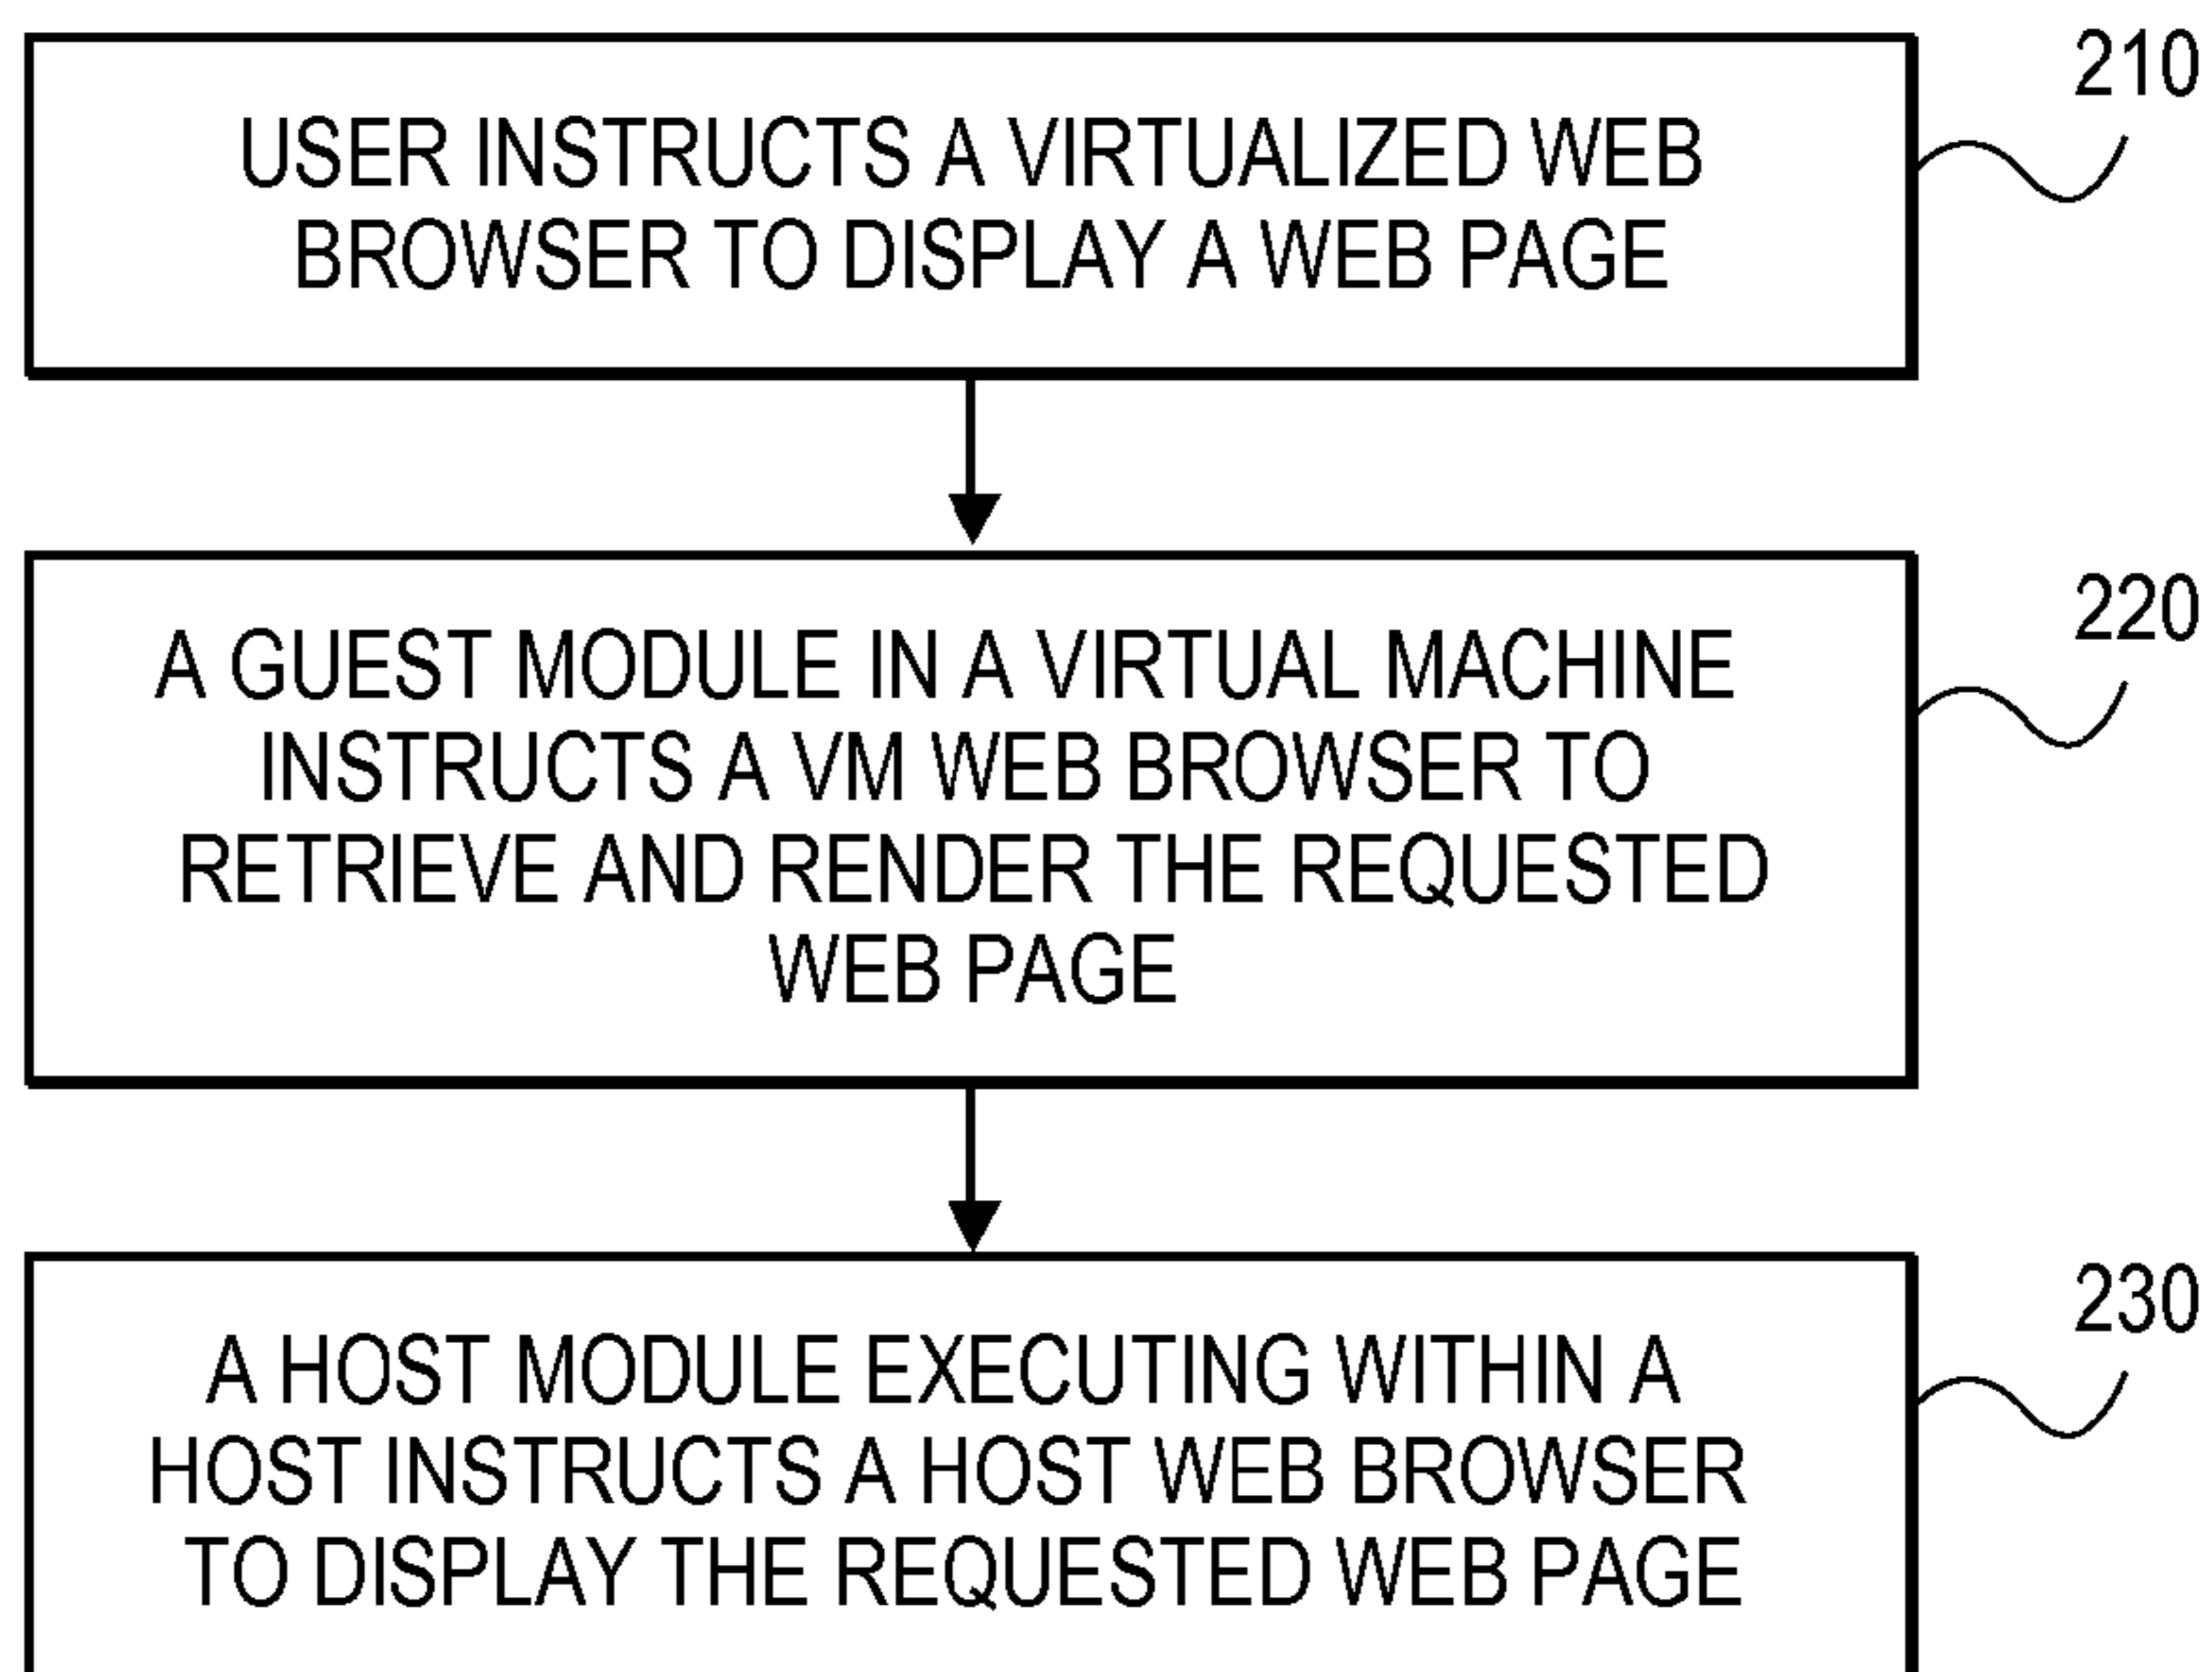 210
USER INSTRUCTS A VIRTUALIZED WEB
BROWSER TO DISPLAY A WEB PAGE
220
A GUEST MODULE IN A VIRTUAL MACHINE
INSTRUCTS A VM WEB BROWSER TO
RETRIEVE AND RENDER THE REQUESTED
WEB PAGE
230
A HOST MODULE EXECUTING WITHIN A
HOST INSTRUCTS A HOST WEB BROWSER
TO DISPLAY THE REQUESTED WEB PAGE